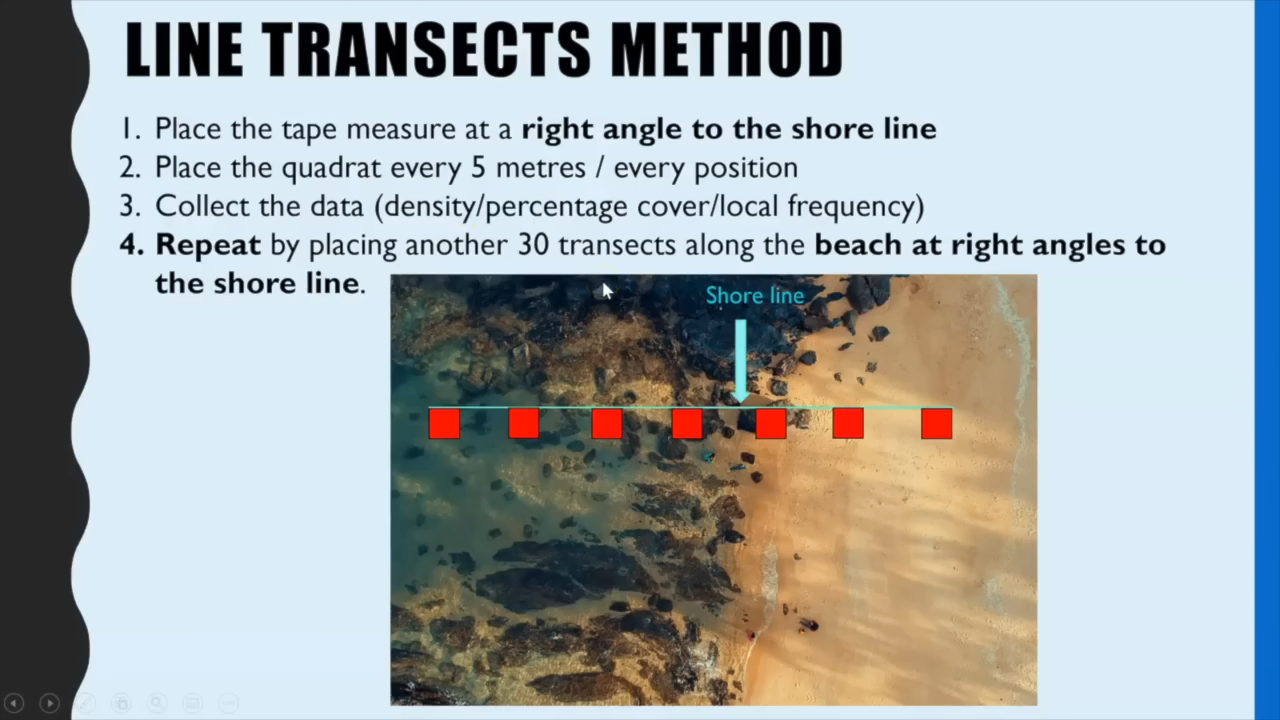 LINE TRANSECTS METHOD
1. Place the tape measure at a right angle to the shore line
2. Place the quadrat every 5 metres / every position
3. Collect the data (density/percentage cover/local frequency)
4. Repeat by placing another 30 transects along the beach at right angles to
the shore line.
Shore line